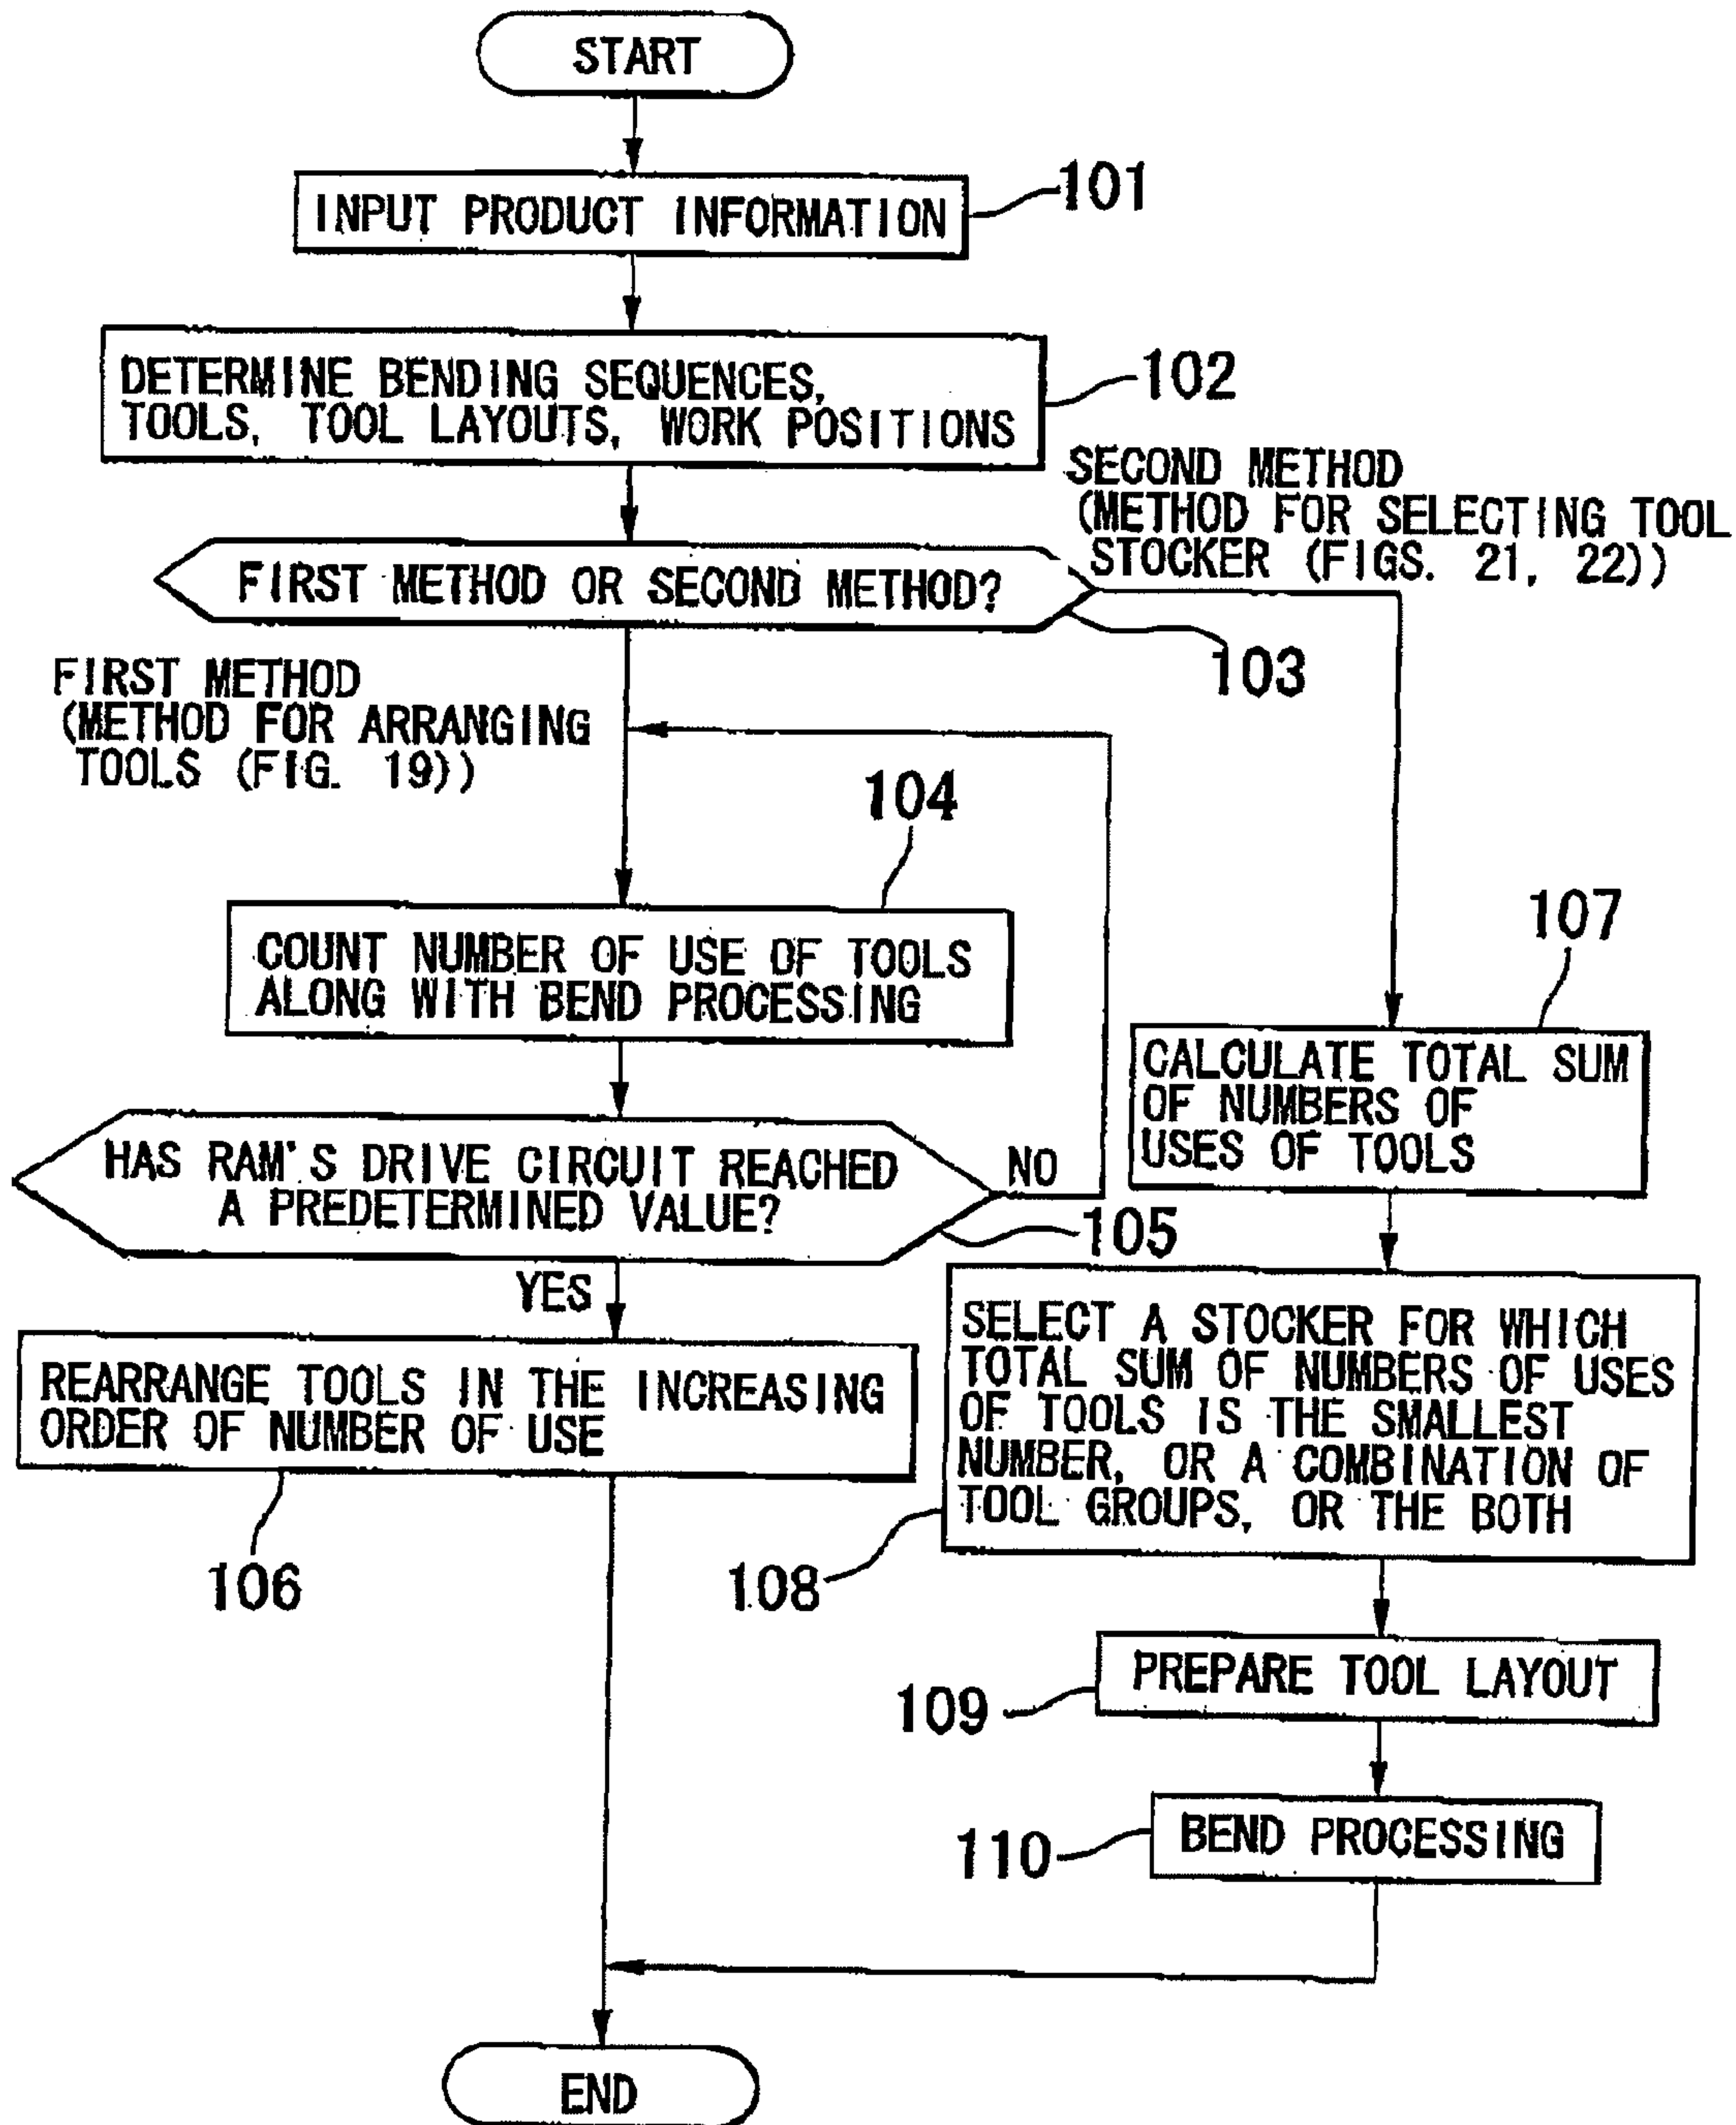 START
INPUT PRODUCT INFORMATION
101
DETERMINE BENDING SEQUENCES,
TOOLS, TOOL LAYOUTS, WORK POSITIONS
102
SECOND METHOD
(METHOD FOR SELECTING TOOL
STOCKER (FIGS. 21, 22))
FIRST METHOD OR SECOND METHOD?
103
FIRST METHOD
(METHOD FOR ARRANGING
TOOLS (FIG. 19))
104
COUNT NUMBER OF USE OF TOOLS
ALONG WITH BEND PROCESSING
107
CALCULATE TOTAL SUM
OF NUMBERS OF
USES OF TOOLS
HAS RAM'S DRIVE CIRCUIT REACHED
A PREDETERMINED VALUE?
NO
105
YES
REARRANGE TOOLS IN THE INCREASING
ORDER OF NUMBER OF USE
106
SELECT A STOCKER FOR WHICH
TOTAL SUM OF NUMBERS OF USES
OF TOOLS IS THE SMALLEST
NUMBER, OR A COMBINATION OF
TOOL GROUPS, OR THE BOTH
108
PREPARE TOOL LAYOUT
109
BEND PROCESSING
110
END